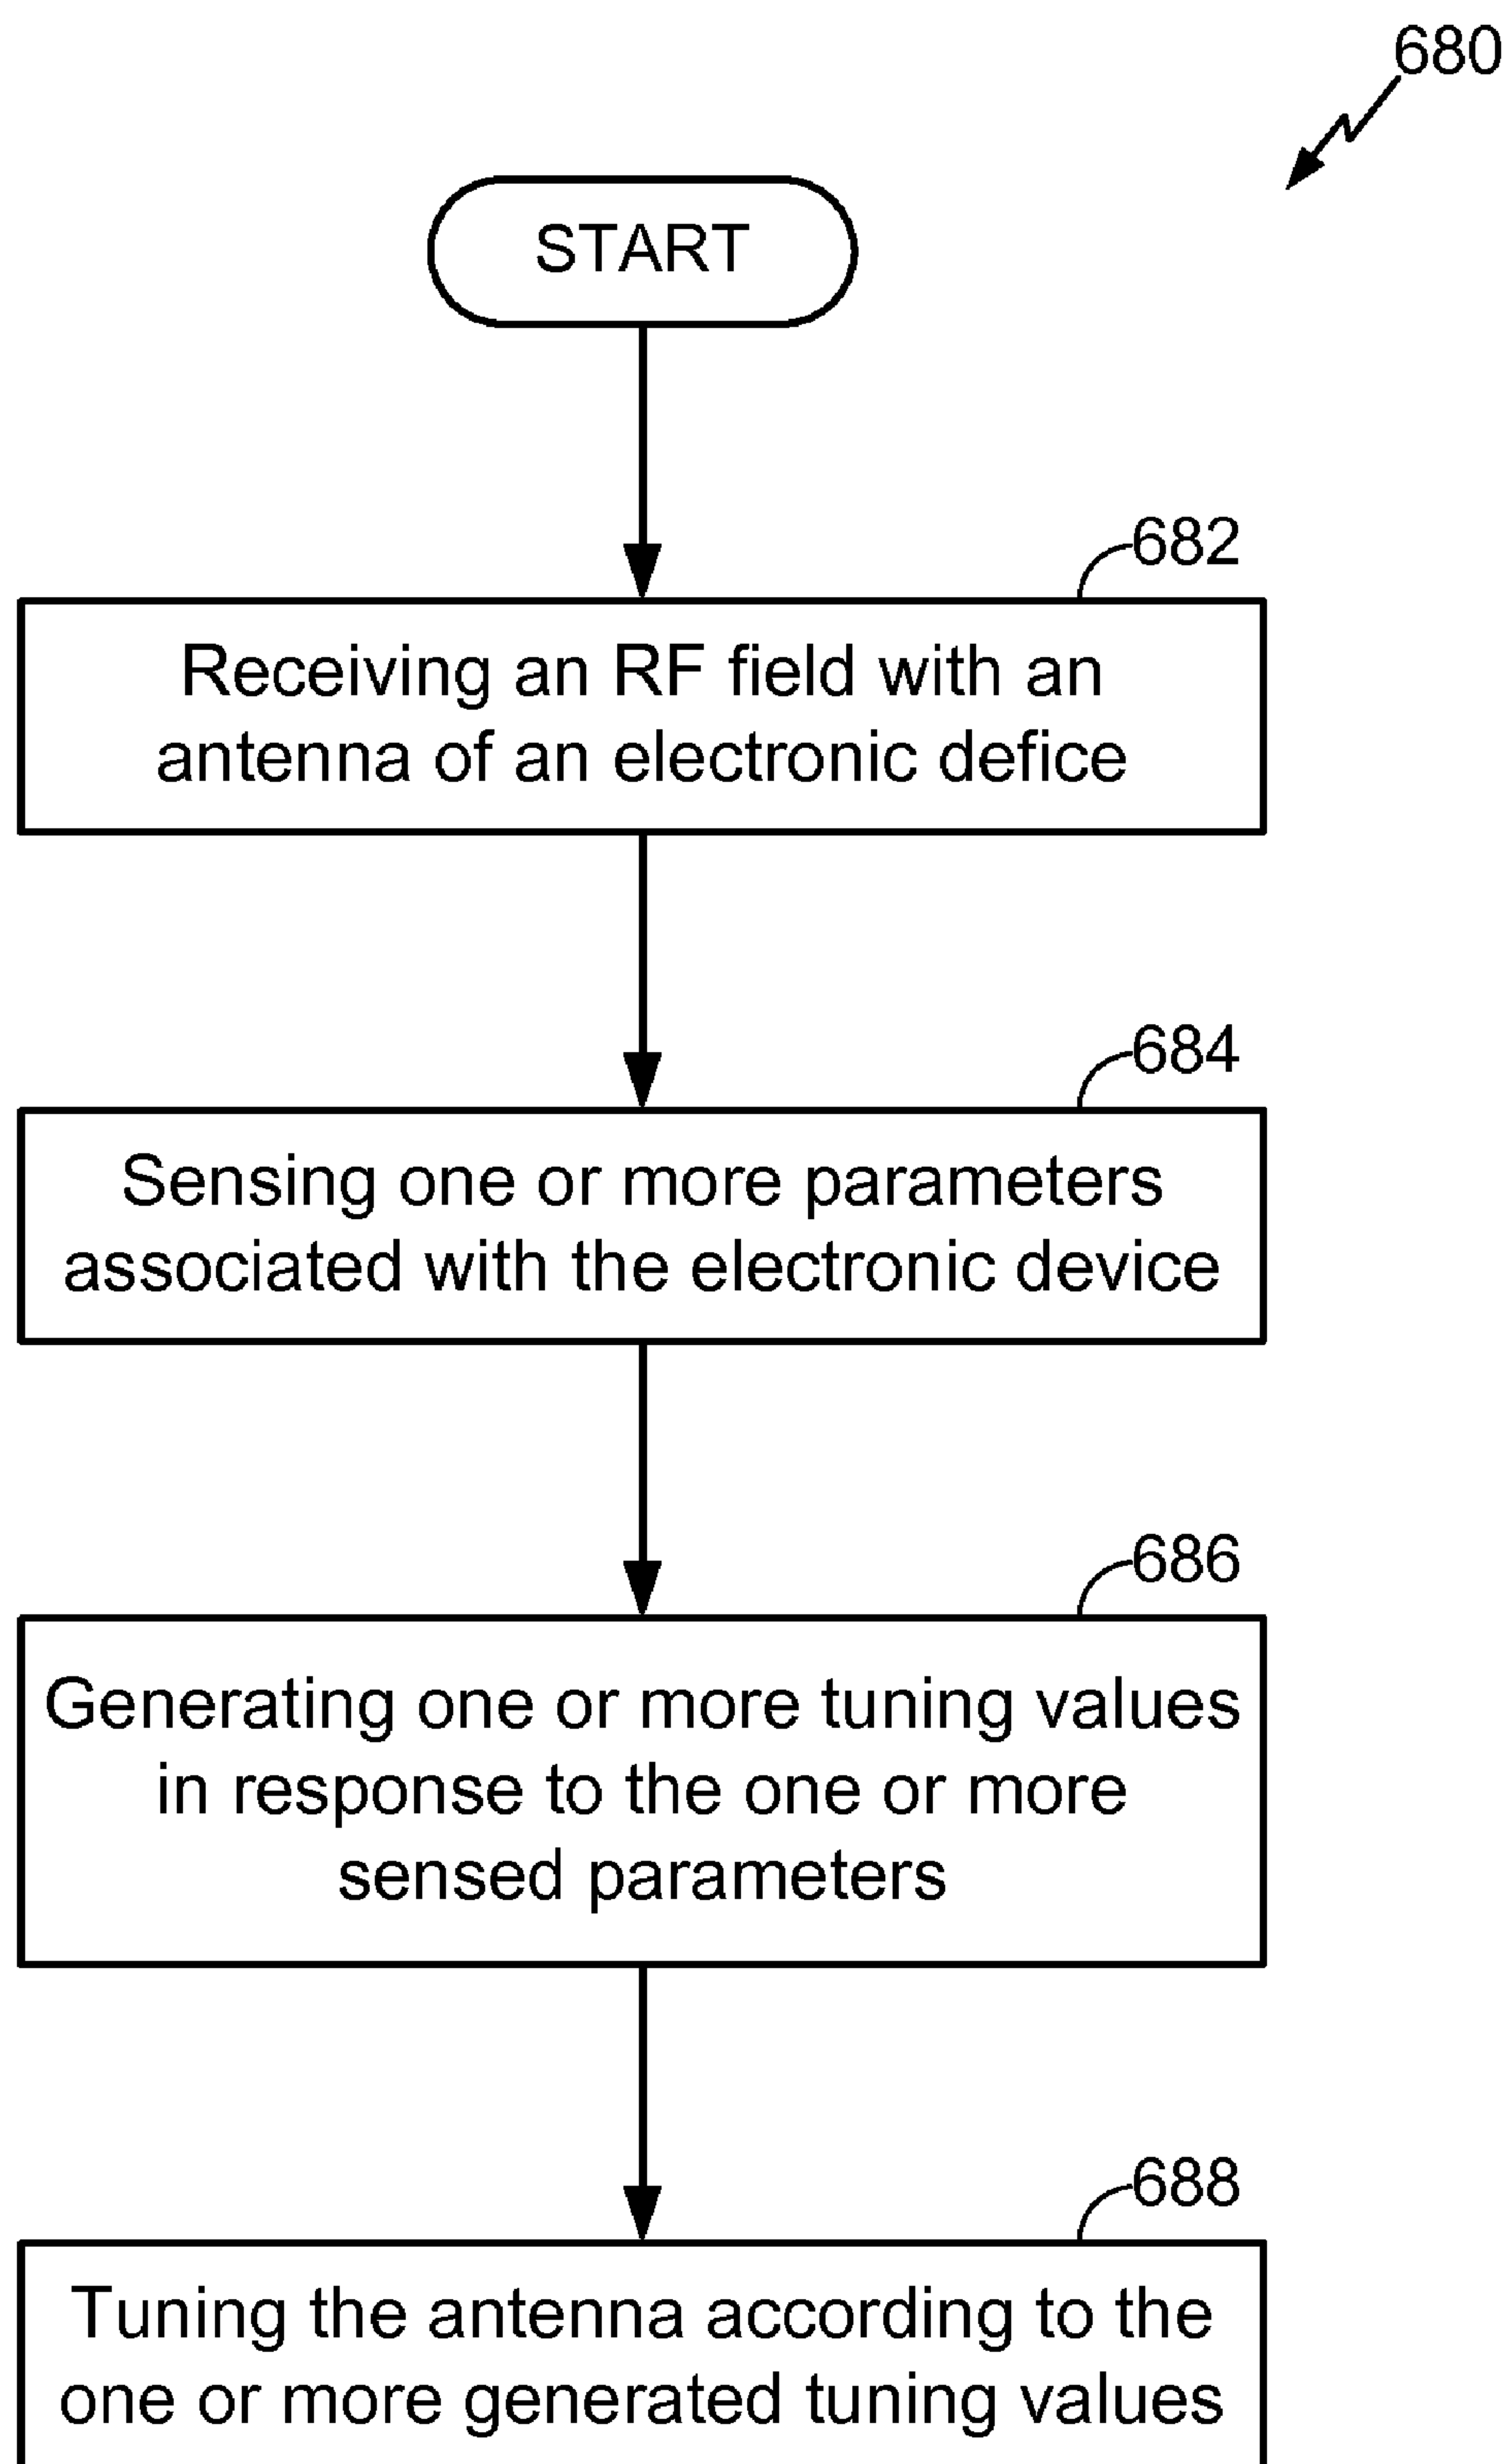 680
START
682
Receiving an RF field with an
antenna of an electronic defice
684
Sensing one or more parameters
associated with the electronic device
686
Generating one or more tuning values
in response to the one or more
sensed parameters
688
Tuning the antenna according to the
one or more generated tuning values